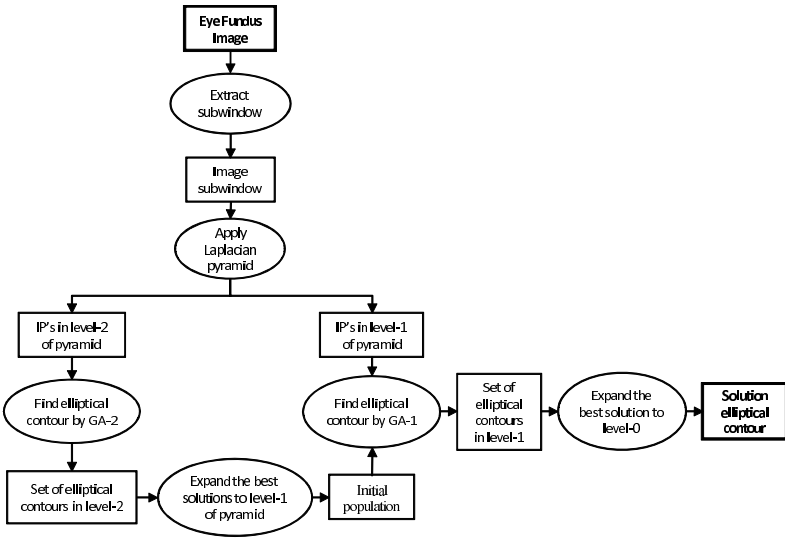 Eye Fundus
Image
Extract
subwindow
Image
subwindow
Apply
Laplacian
pyramid
IP's in level-2
of pyramid
IP's in level-1
of pyramid
Find elliptical
contour by GA-2
Find elliptical
contour by GA-1
Set of
elliptical
contours
in level-1
Expand the
best solution to
level-0
Solution
elliptical
contour
Set of elliptical
contours in level-2
Expand the best
solutions to level-1
of pyramid
Initial
population